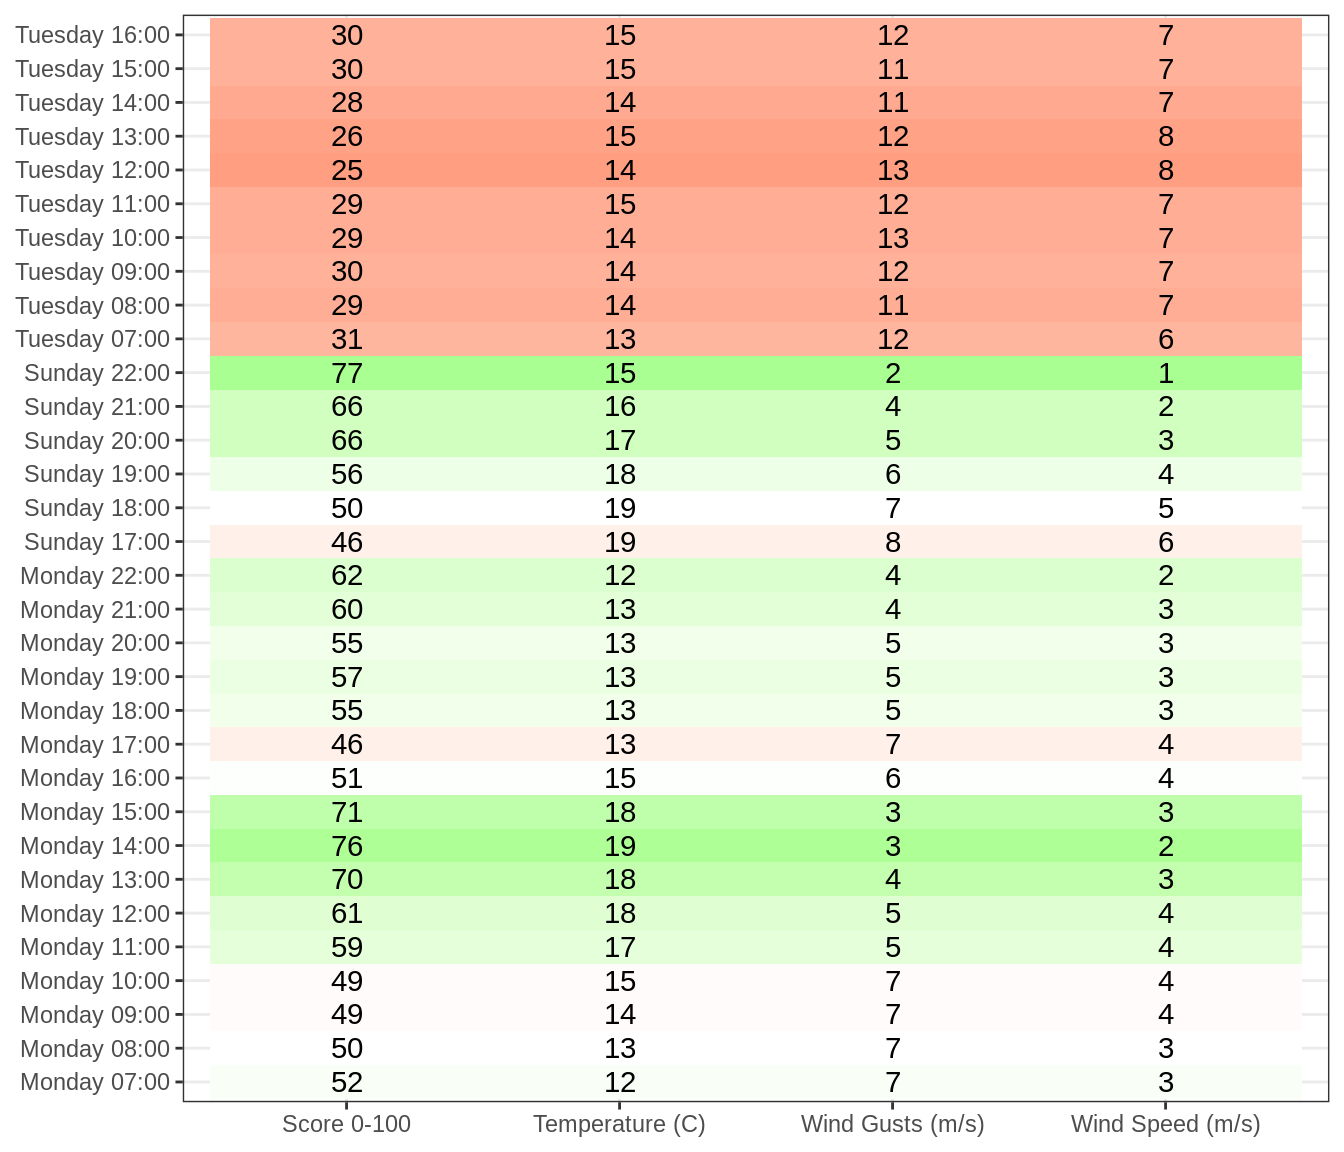 Tuesday 16:00 30 15 12 7
Tuesday 15:00 30 15 11 7
Tuesday 14:00 28 14 11 7
Tuesday 13:00 26 15 12 8
Tuesday 12:00 25 14 13 8
Tuesday 11:00 29 15 12 7
Tuesday 10:00 29 14 13 7
Tuesday 09:00 30 14 12 7
Tuesday 08:00 29 14 11 7
Tuesday 07:00 31 13 12 6
Sunday 22:00 77 15 2 1
Sunday 21:00 66 16 4 2
Sunday 20:00 66 17 5 3
Sunday 19:00 56 18 6 4
Sunday 18:00 50 19 7 5
Sunday 17:00 46 19 8 6
Monday 22:00 62 12 4 2
Monday 21:00 60 13 4 3
Monday 20:00 55 13 5 3
Monday 19:00 57 13 5 3
Monday 18:00 55 13 5 3
Monday 17:00 46 13 7 4
Monday 16:00 51 15 6 4
Monday 15:00 71 18 3 3
Monday 14:00 76 19 3 2
Monday 13:00 70 18 4 3
Monday 12:00 61 18 5 4
Monday 11:00 59 17 5 4
Monday 10:00 49 15 7 4
Monday 09:00 49 14 7 4
Monday 08:00 50 13 7 3
Monday 07:00 52 12 7 3
Score 0-100 Temperature (C) Wind Gusts (m/s) Wind Speed (m/s)